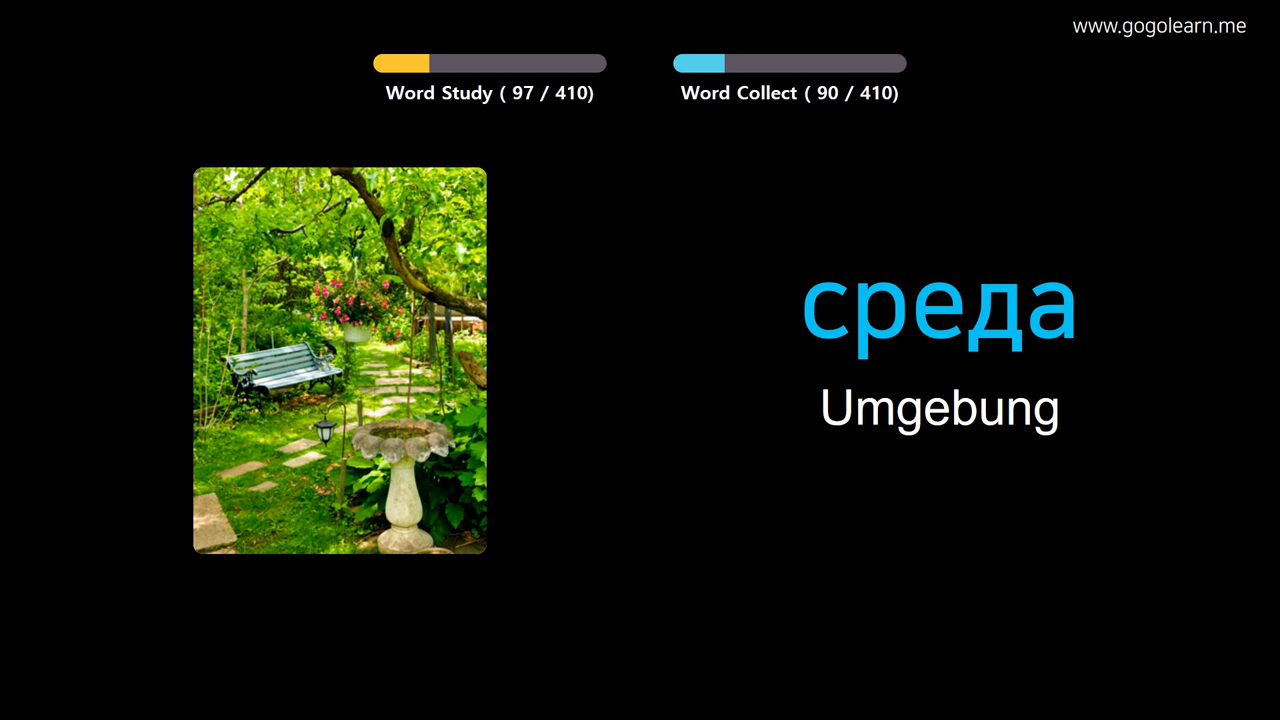 www.gogolearn.me
Word Study ( 97 / 410)
Word Collect ( 90 / 410)
среда
Umgebung